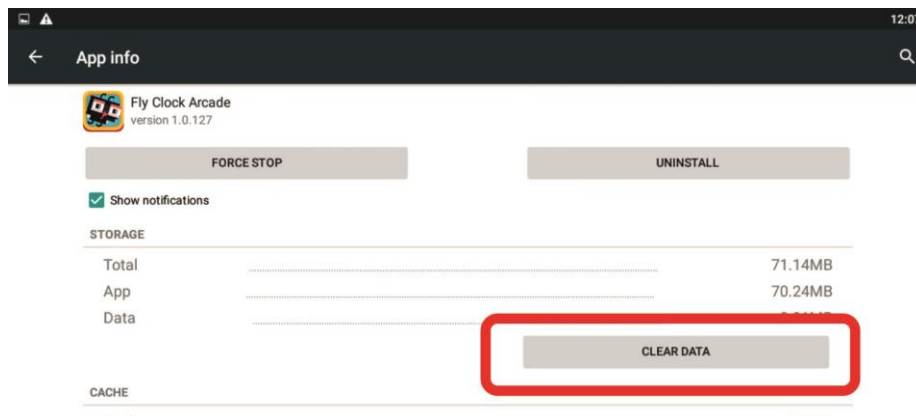 12:0
App info
Fly Clock Arcade
version 1.0.127
FORCE STOP
UNINSTALL
Show notifications
STORAGE
Total 71.14MB
App 70.24MB
Data
CLEAR DATA
CACHE